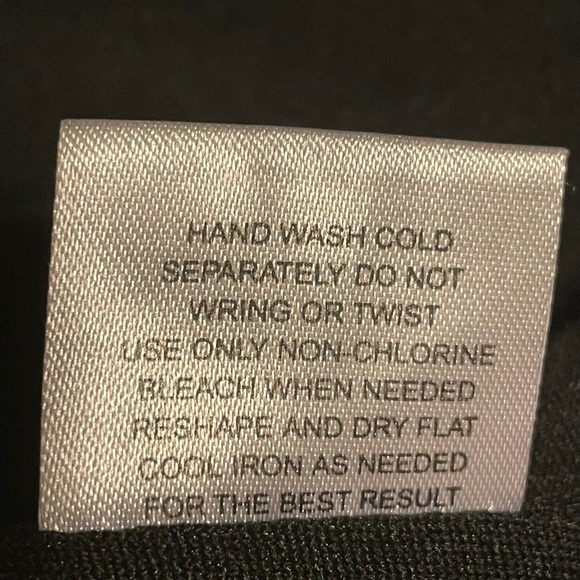 HAND WASH COLD
SEPARATELY DO NOT
WRING OR TWIST
USE ONLY NON-CHLORINE
BLEACH WHEN NEEDED
RESHAPE AND DRY FLAT
COOL IRON AS NEEDED
FOR THE BEST RESULT